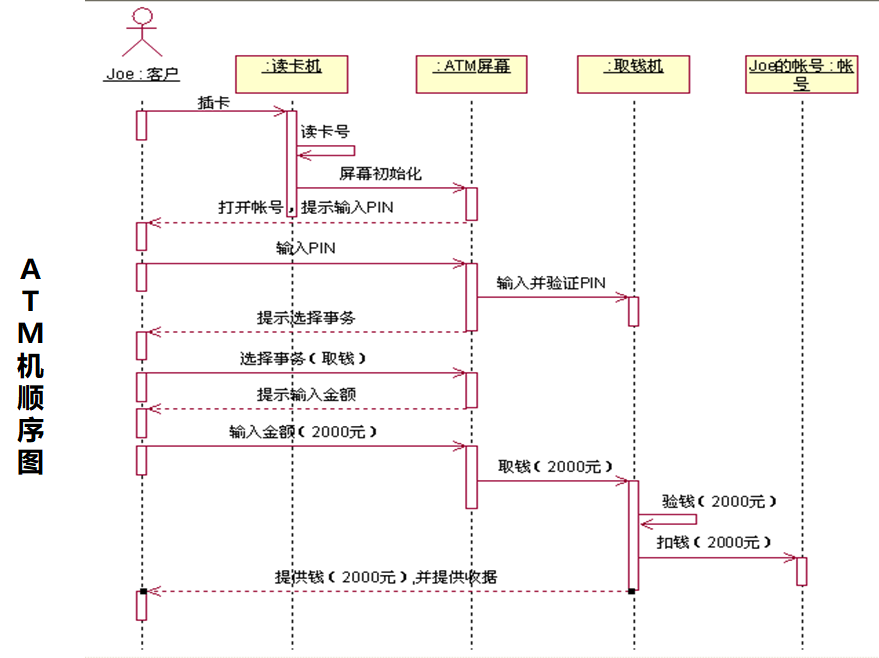 ATM机顺序图
Joe : 客户
: 读卡机
: ATM屏幕
: 取钱机
Joe的帐号 : 帐
号
插卡
读卡号
屏幕初始化
打开帐号，提示输入PIN
输入PIN
输入并验证PIN
提示选择事务
选择事务（取钱）
提示输入金额
输入金额（2000元）
取钱（2000元）
验钱（2000元）
扣钱（2000元）
提供钱（2000元）,并提供收据